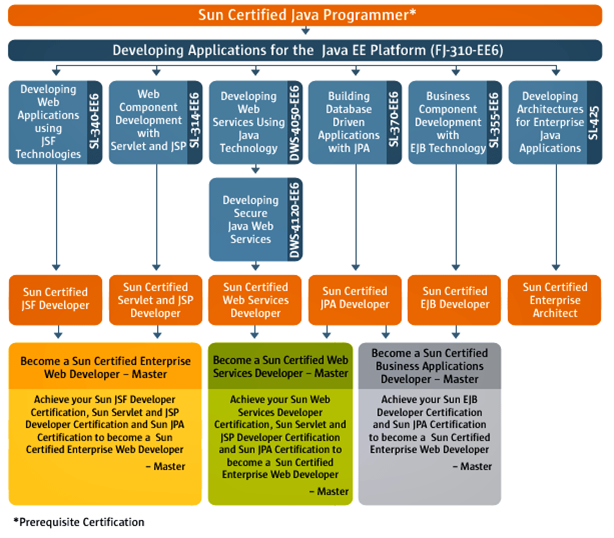 Sun Certified Java Programmer*
Developing Applications for the Java EE Platform (FJ-310-EE6)
Developing
Web
Applications
using
JSF
Technologies
SL-340-EE6
Web
Component
Development
with
Servlet and JSP
SL-314-EE6
Developing
Web
Services Using
Java
Technology
DWS-4050-EE6
Building
Database
Driven
Applications
with JPA
SL-370-EE6
Business
Component
Development
with
EJB Technology
SL-355-EE6
Developing
Architectures
for Enterprise
Java
Applications
SL-425
Developing
Secure
Java Web
Services
DWS-4120-EE6
Sun Certified
JSF Developer
Sun Certified
Servlet and JSP
Developer
Sun Certified
Web Services
Developer
Sun Certified
JPA Developer
Sun Certified
EJB Developer
Sun Certified
Enterprise
Architect
Become a Sun Certified Enterprise
Web Developer – Master
Achieve your Sun JSF Developer
Certification, Sun Servlet and JSP
Developer Certification and Sun JPA
Certification to become a Sun
Certified Enterprise Web Developer
– Master
Become a Sun Certified Web
Services Developer – Master
Achieve your Sun Web
Services Developer
Certification, Sun Servlet and
JSP Developer Certification
and Sun JPA Certification to
become a Sun Certified
Enterprise Web Developer
– Master
Become a Sun Certified
Business Applications
Developer – Master
Achieve your Sun EJB
Developer Certification
and Sun JPA Certification
to become a Sun Certified
Enterprise Web Developer
– Master
*Prerequisite Certification